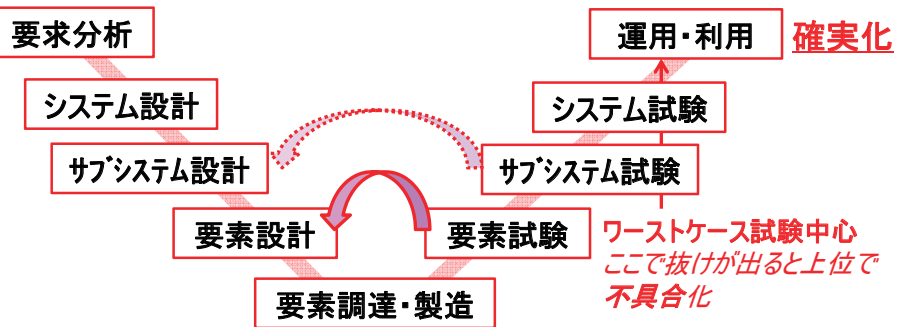 要求分析
運用・利用
確実化
システム設計
システム試験
サブシステム設計
サブシステム試験
要素設計
要素試験
ワーストケース試験中心
ここで抜けが出ると上位で
不具合化
要素調達・製造